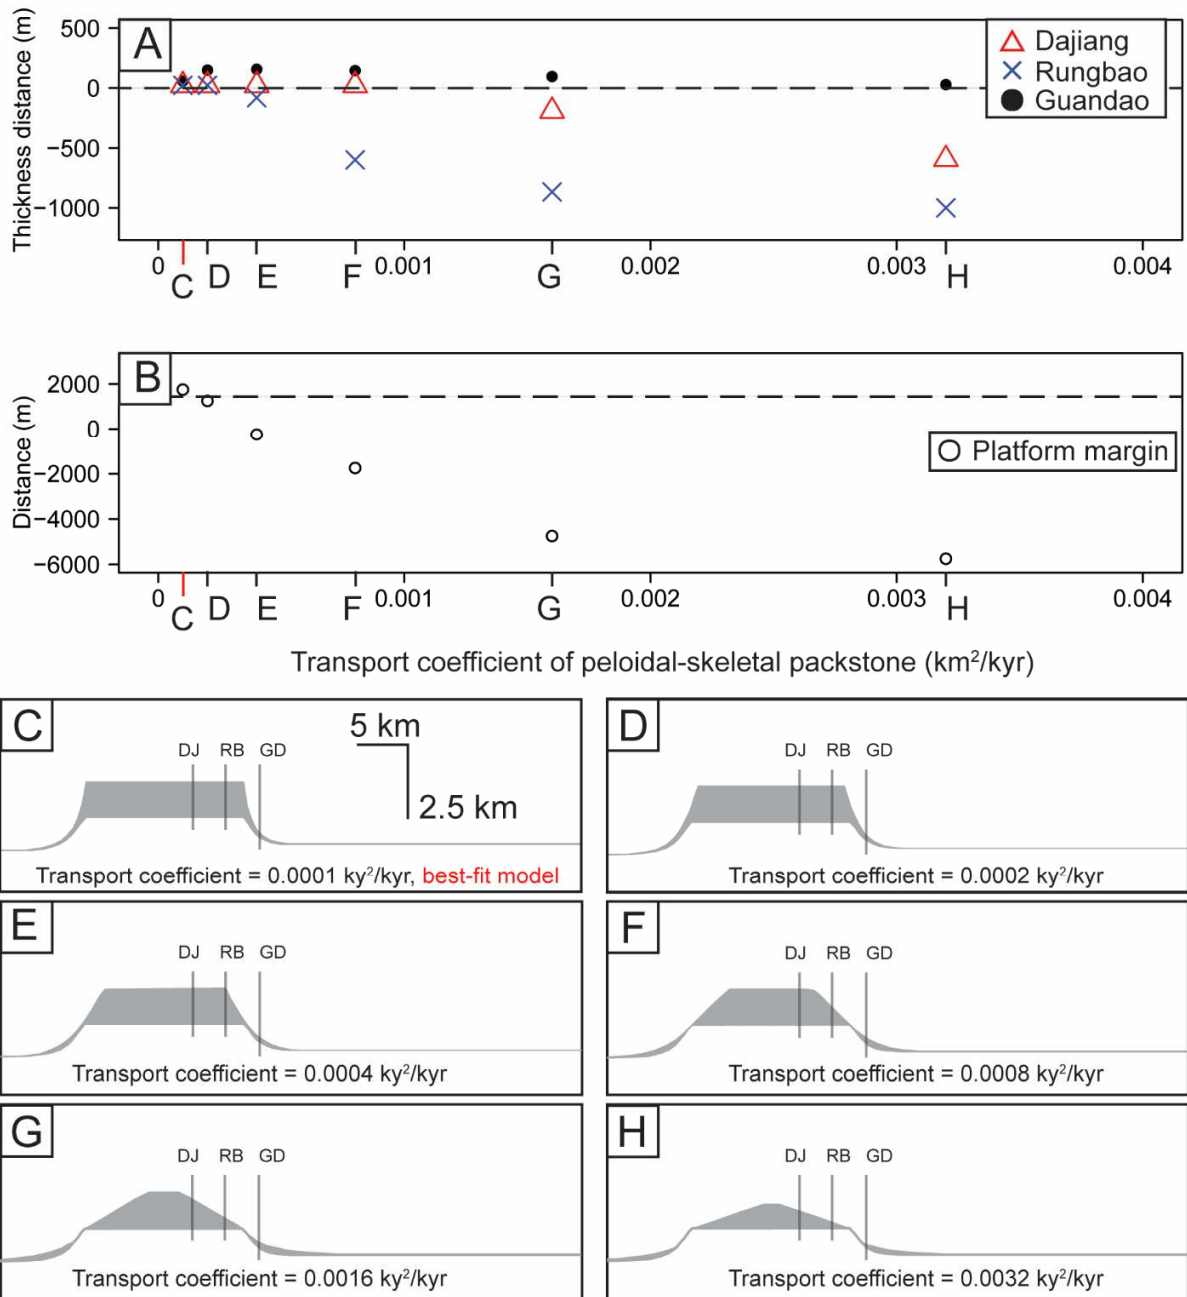 A
500
0
−500
−1000
Thickness distance (m)
Dajiang
Rungbao
Guandao
0 0.001 0.002 0.003 0.004
C D E F G H
B
2000
0
−2000
−4000
−6000
Distance (m)
Platform margin
0 0.001 0.002 0.003 0.004
C D E F G H
Transport coefficient of peloidal-skeletal packstone (km²/kyr)
C
5 km
2.5 km
DJ RB GD
Transport coefficient = 0.0001 ky²/kyr, best-fit model
D
DJ RB GD
Transport coefficient = 0.0002 ky²/kyr
E
DJ RB GD
Transport coefficient = 0.0004 ky²/kyr
F
DJ RB GD
Transport coefficient = 0.0008 ky²/kyr
G
DJ RB GD
Transport coefficient = 0.0016 ky²/kyr
H
DJ RB GD
Transport coefficient = 0.0032 ky²/kyr